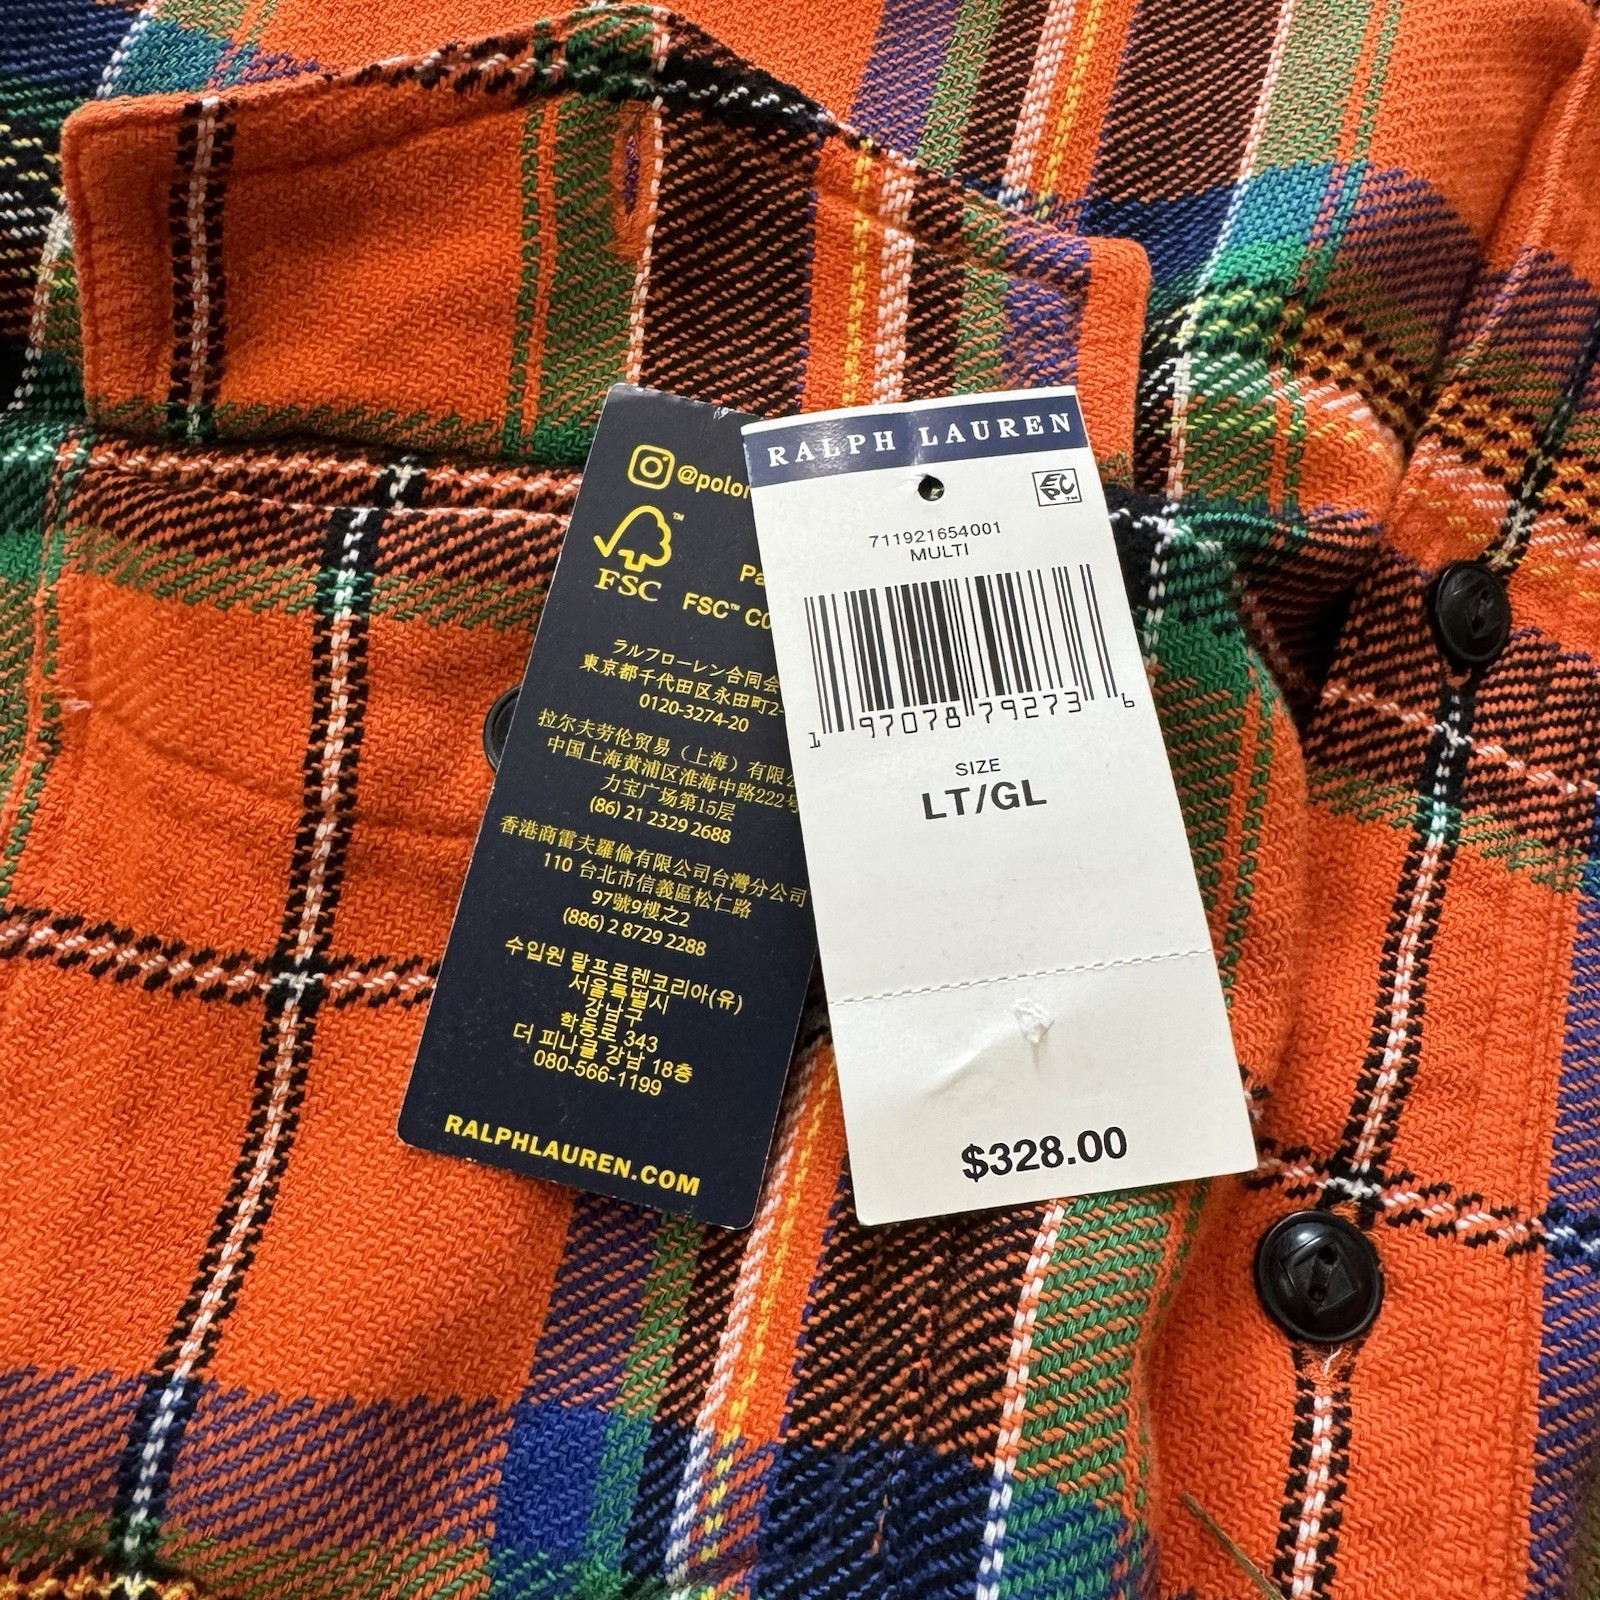 @polor
FSC
Pa
FSC™ CO
ラルフローレン合同会
東京都千代田区永田町2-
0120-3274-20
拉尔夫劳伦贸易（上海）有限公
中国上海黄浦区淮海中路222号
力宝广场第15层
(86) 21 2329 2688
香港商雷夫羅倫有限公司台灣分公司
110 台北市信義區松仁路
97號9樓之2
(886) 2 8729 2288
수입원 랄프로렌코리아(유)
서울특별시
강남구
학동로 343
더 피나클 강남 18층
080-566-1199
RALPHLAUREN.COM
RALPH LAUREN
EPC™
711921654001
MULTI
1 97078 79273 6
SIZE
LT/GL
$328.00